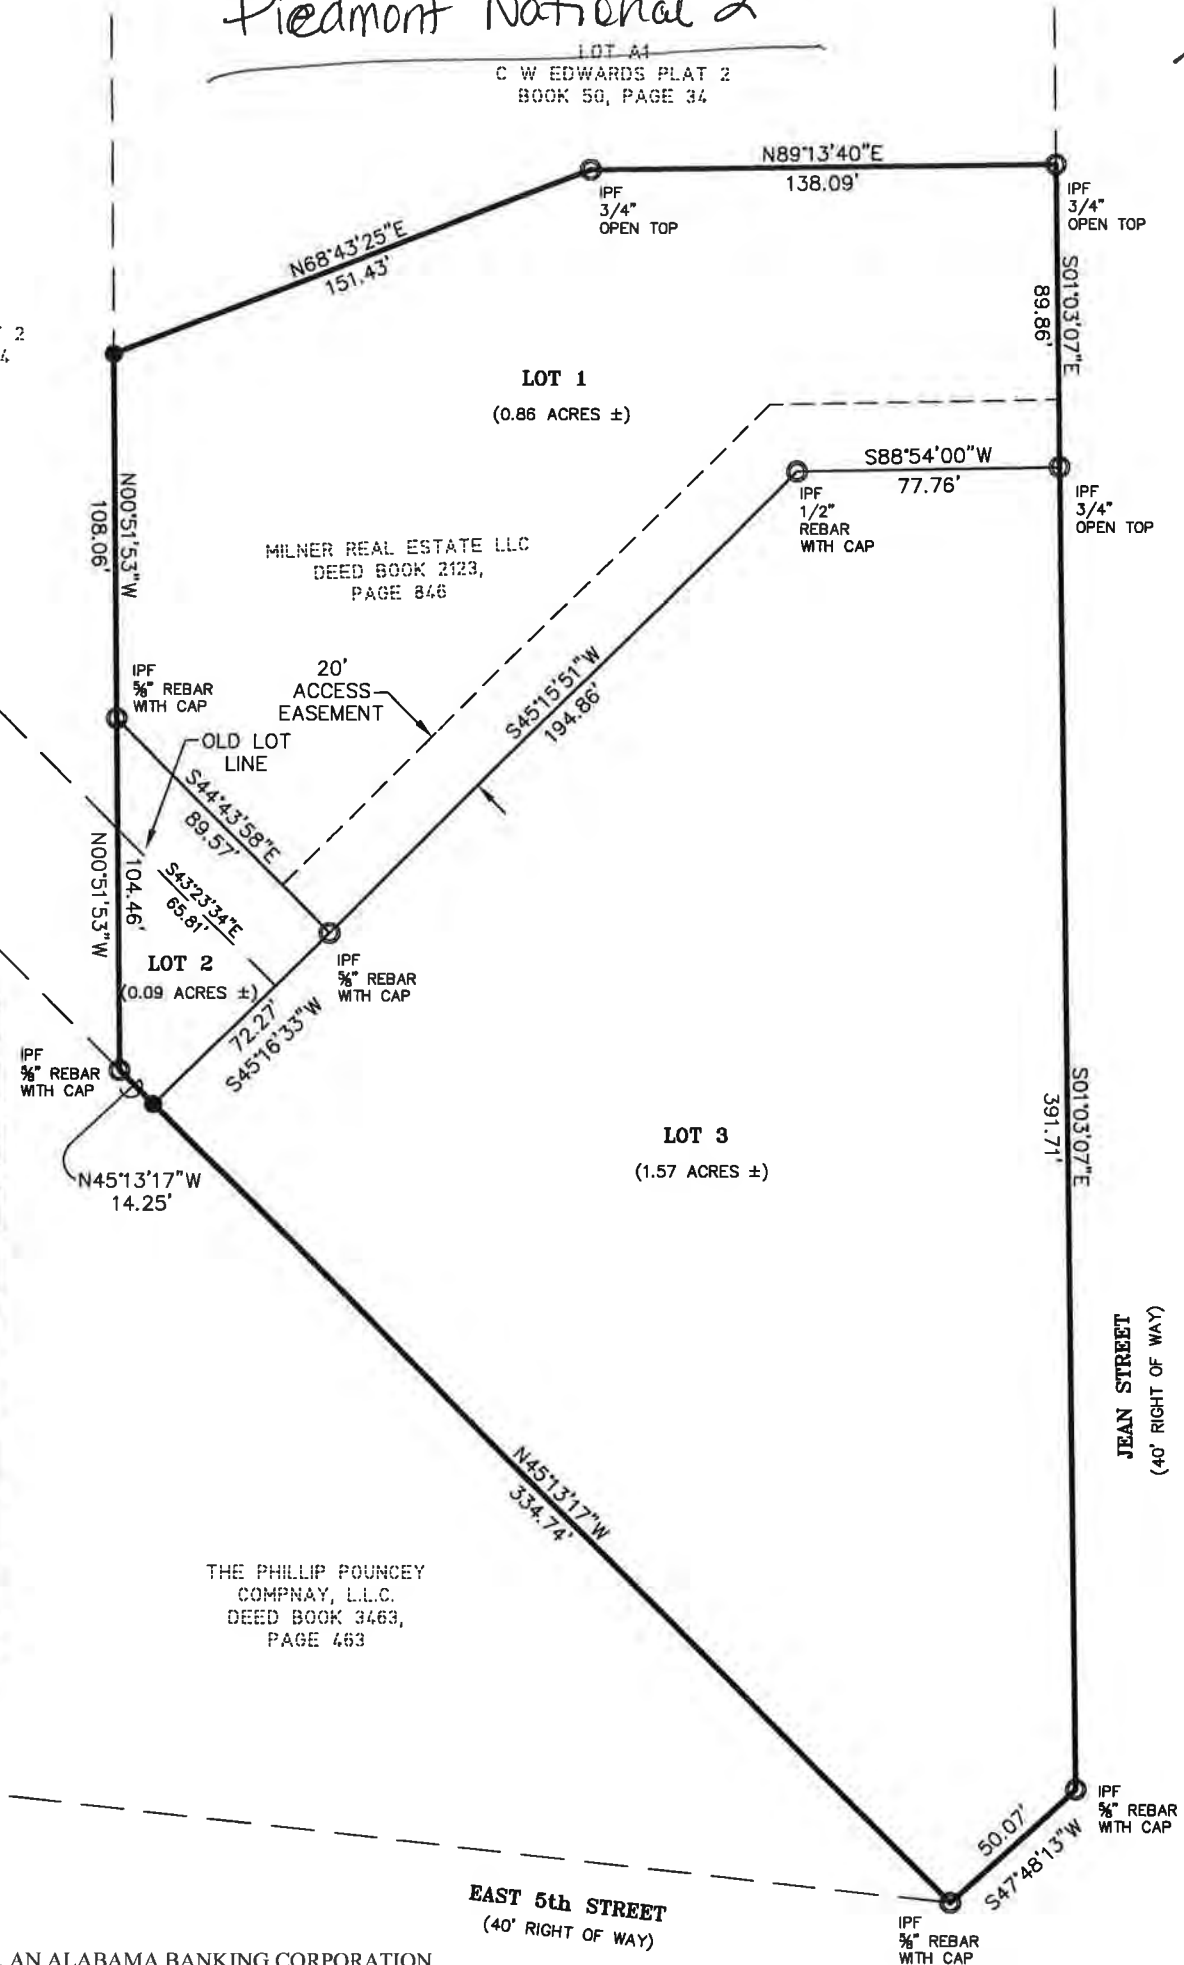 Piedmont National 2
LOT A1
C W EDWARDS PLAT 2
BOOK 50, PAGE 34
N89°13'40"E
138.09'
IPF
3/4"
OPEN TOP
IPF
3/4"
OPEN TOP
N68°43'25"E
151.43'
S01°03'07"E
89.86'
2
4
LOT 1
(0.86 ACRES ±)
S88°54'00"W
77.76'
IPF
1/2"
REBAR
WITH CAP
IPF
3/4"
OPEN TOP
N00°51'53"W
108.06'
MILNER REAL ESTATE LLC
DEED BOOK 2123,
PAGE 846
20'
ACCESS
EASEMENT
S45°15'51"W
194.86'
IPF
5/8" REBAR
WITH CAP
OLD LOT
LINE
S44°43'58"E
89.57'
N00°51'53"W
104.46'
S43°23'34"E
65.81'
LOT 2
(0.09 ACRES ±)
IPF
5/8" REBAR
WITH CAP
72.27'
S45°16'33"W
IPF
5/8" REBAR
WITH CAP
N45°13'17"W
14.25'
LOT 3
(1.57 ACRES ±)
S01°03'07"E
391.71'
JEAN STREET
(40' RIGHT OF WAY)
N45°13'17"W
334.74'
THE PHILLIP POUNCEY
COMPNAY, L.L.C.
DEED BOOK 3463,
PAGE 463
IPF
5/8" REBAR
WITH CAP
50.07'
S47°48'13"W
EAST 5th STREET
(40' RIGHT OF WAY)
IPF
5/8" REBAR
WITH CAP
AN ALABAMA BANKING CORPORATION